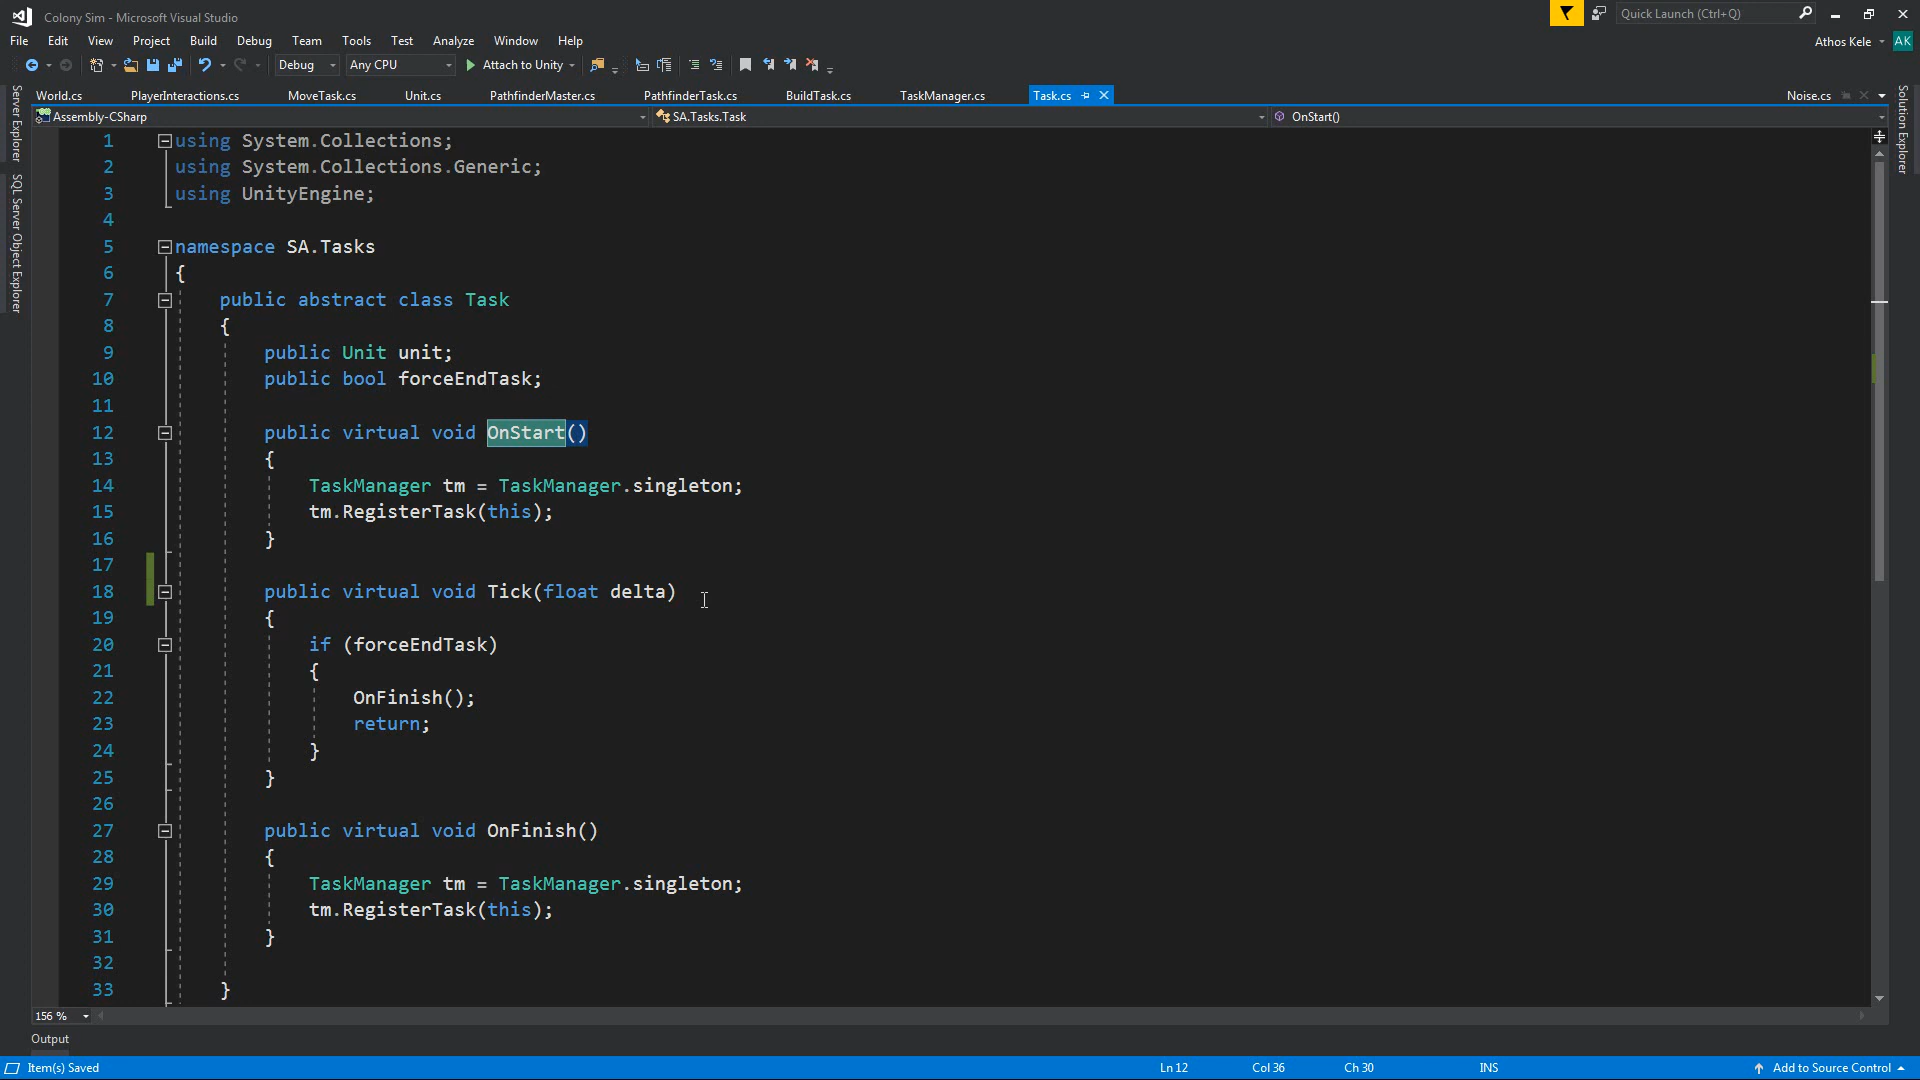 Colony Sim - Microsoft Visual Studio
Quick Launch (Ctrl+Q)
File Edit View Project Build Debug Team Tools Test Analyze Window Help
Athos Kele AK
Debug Any CPU Attach to Unity
World.cs PlayerInteractions.cs MoveTask.cs Unit.cs PathfinderMaster.cs PathfinderTask.cs BuildTask.cs TaskManager.cs Task.cs Noise.cs
Assembly-CSharp SA.Tasks.Task OnStart()
Server Explorer
SQL Server Object Explorer
Solution Explorer
1 using System.Collections;
2 using System.Collections.Generic;
3 using UnityEngine;
4
5 namespace SA.Tasks
6 {
7 public abstract class Task
8 {
9 public Unit unit;
10 public bool forceEndTask;
11
12 public virtual void OnStart()
13 {
14 TaskManager tm = TaskManager.singleton;
15 tm.RegisterTask(this);
16 }
17
18 public virtual void Tick(float delta)
19 {
20 if (forceEndTask)
21 {
22 OnFinish();
23 return;
24 }
25 }
26
27 public virtual void OnFinish()
28 {
29 TaskManager tm = TaskManager.singleton;
30 tm.RegisterTask(this);
31 }
32
33 }
156 %
Output
Item(s) Saved Ln 12 Col 36 Ch 30 INS Add to Source Control